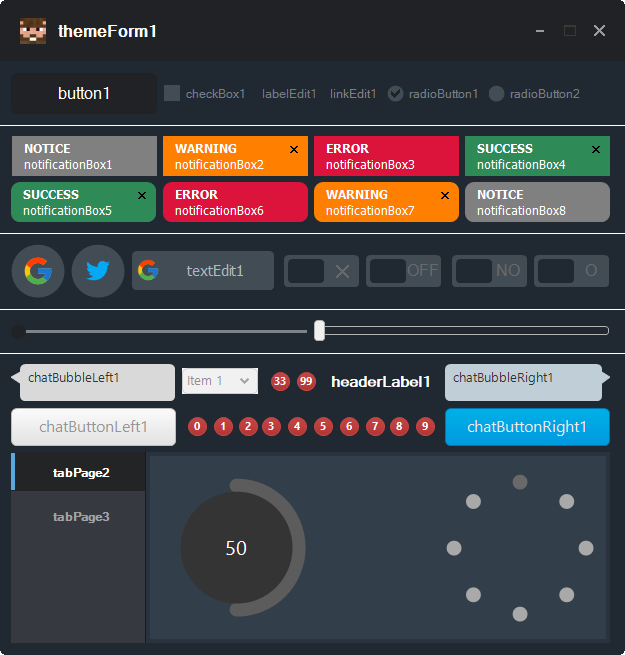 themeForm1
button1
checkBox1 labelEdit1 linkEdit1 radioButton1 radioButton2
NOTICE
notificationBox1
WARNING
notificationBox2
ERROR
notificationBox3
SUCCESS
notificationBox4
SUCCESS
notificationBox5
ERROR
notificationBox6
WARNING
notificationBox7
NOTICE
notificationBox8
textEdit1
OFF
NO
O
chatBubbleLeft1
Item 1
33 99
headerLabel1
chatBubbleRight1
chatButtonLeft1
0 1 2 3 4 5 6 7 8 9
chatButtonRight1
tabPage2
tabPage3
50